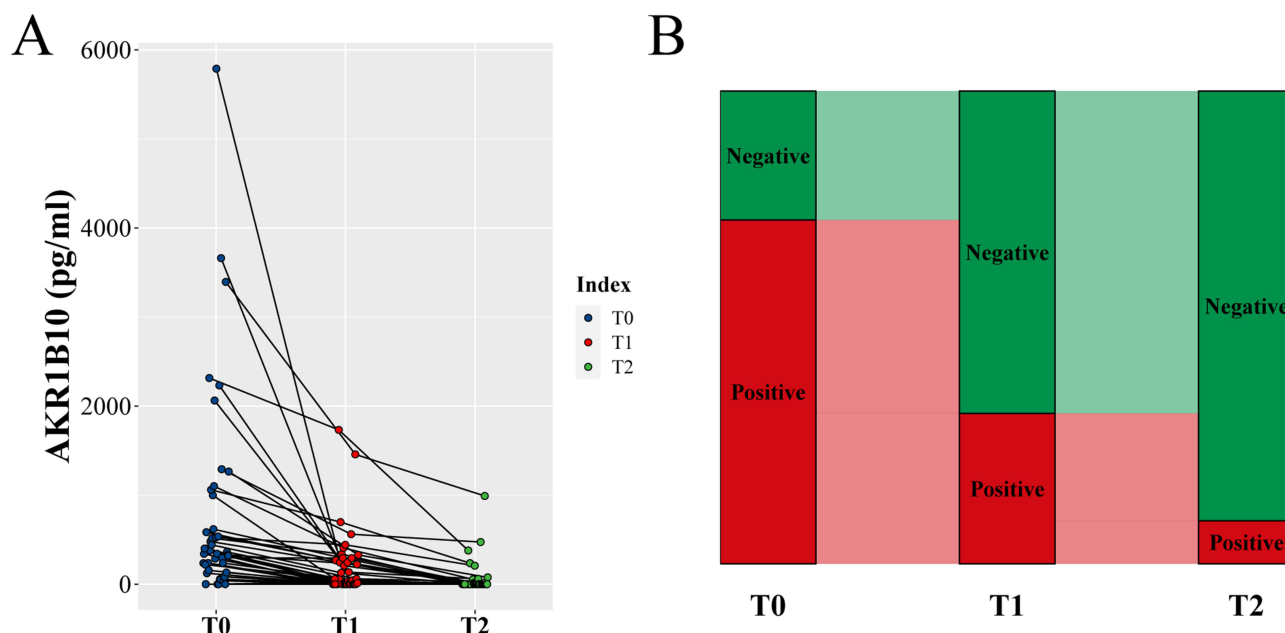 A
6000
4000
2000
0
AKR1B10 (pg/ml)
T0
T1
T2
Index
T0
T1
T2
B
Negative
Positive
Negative
Positive
Negative
Positive
T0
T1
T2